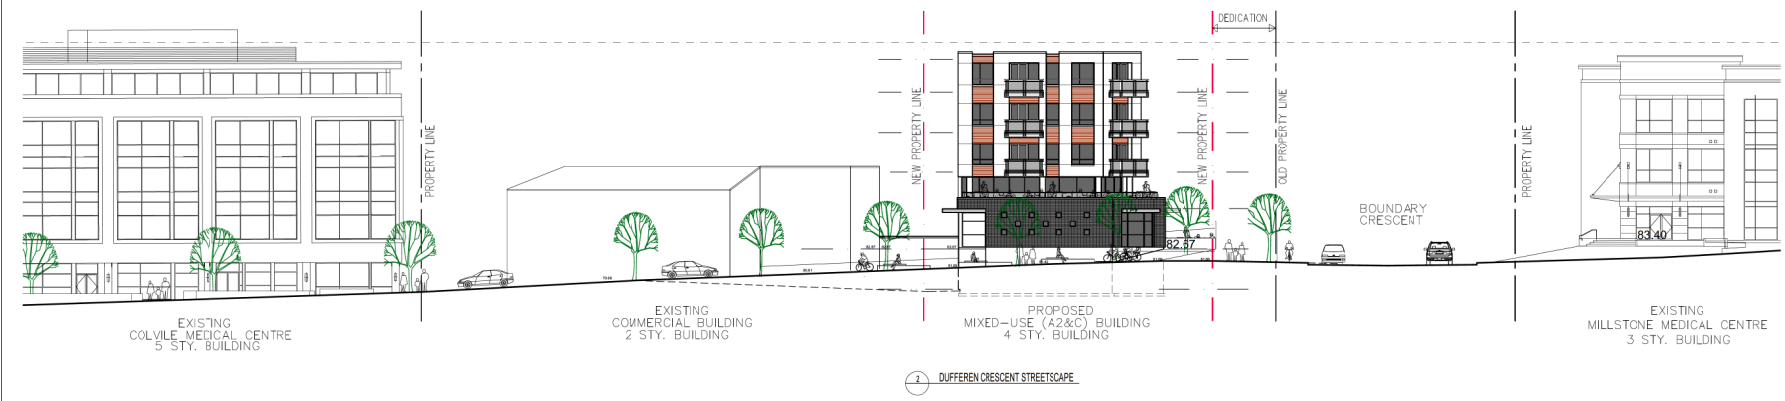 DEDICATION
PROPERTY LINE
NEW PROPERTY LINE
NEW PROPERTY LINE
OLD PROPERTY LINE
PROPERTY LINE
BOUNDARY
CRESCENT
82.67
83.40
EXISTING
COLVILE MEDICAL CENTRE
5 STY. BUILDING
EXISTING
COMMERCIAL BUILDING
2 STY. BUILDING
PROPOSED
MIXED-USE (A2&C) BUILDING
4 STY. BUILDING
EXISTING
MILLSTONE MEDICAL CENTRE
3 STY. BUILDING
2 DUFFEREN CRESCENT STREETSCAPE